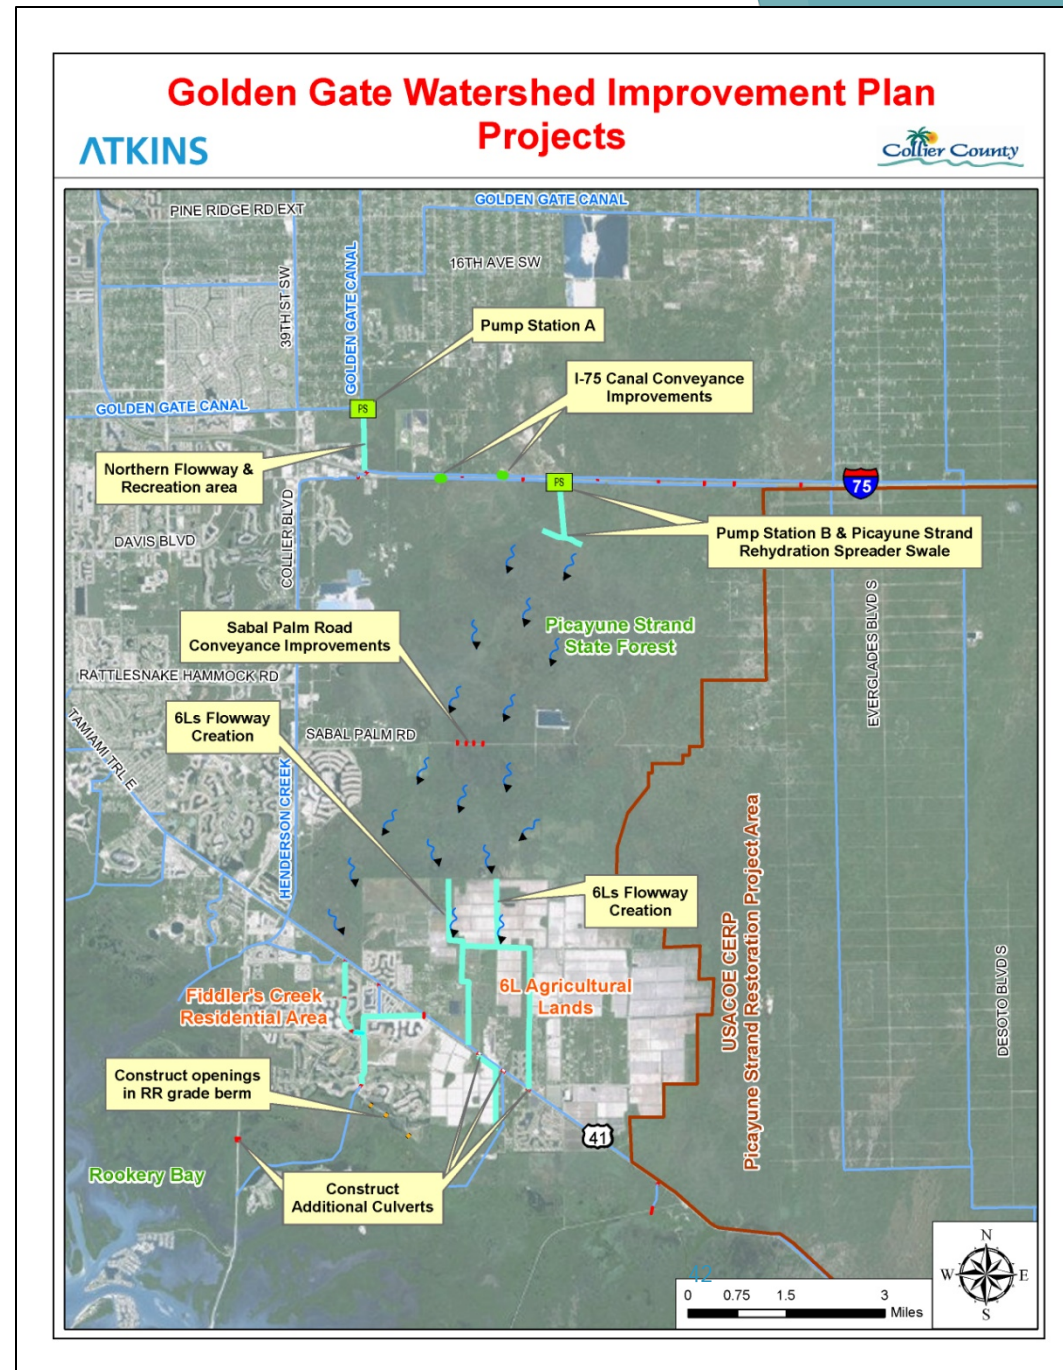 Golden Gate Watershed Improvement Plan
Projects
ATKINS
Collier County
GOLDEN GATE CANAL
PINE RIDGE RD EXT
16TH AVE SW
39TH ST SW
GOLDEN GATE CANAL
Pump Station A
I-75 Canal Conveyance
Improvements
GOLDEN GATE CANAL
PS
Northern Flowway &
Recreation area
PS
75
COLLIER BLVD
DAVIS BLVD
Pump Station B & Picayune Strand
Rehydration Spreader Swale
Sabal Palm Road
Conveyance Improvements
Picayune Strand
State Forest
EVERGLADES BLVD S
RATTLESNAKE HAMMOCK RD
6Ls Flowway
Creation
SABAL PALM RD
TAMIAMI TRL E
HENDERSON CREEK
6Ls Flowway
Creation
USACOE CERP
Picayune Strand Restoration Project Area
DESOTO BLVD S
Fiddler's Creek
Residential Area
6L Agricultural
Lands
Construct openings
in RR grade berm
41
Rookery Bay
Construct
Additional Culverts
42
0 0.75 1.5 3
Miles
N
W E
S